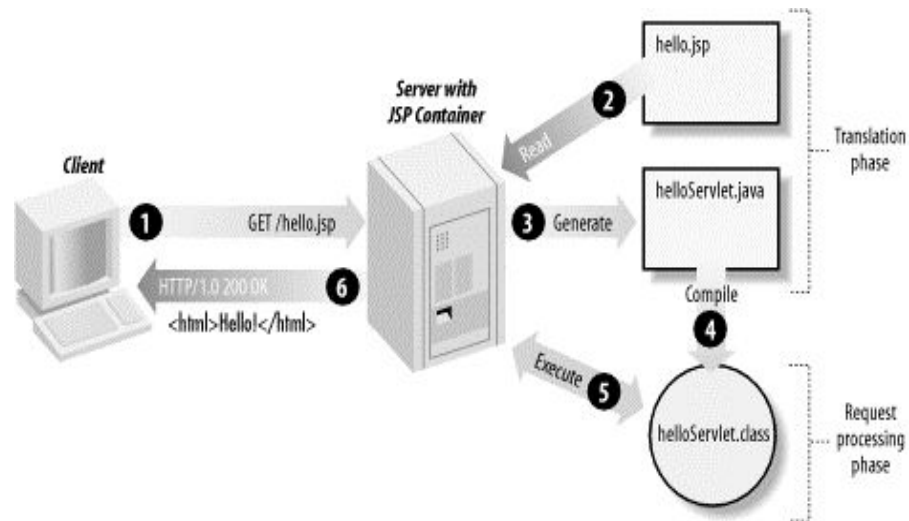 hello.jsp
Server with
JSP Container
2
Read
Translation
phase
Client
helloServlet.java
1
GET /hello.jsp
3
Generate
HTTP/1.0 200 OK
6
<html>Hello!</html>
Compile
4
Execute
5
helloServlet.class
Request
processing
phase